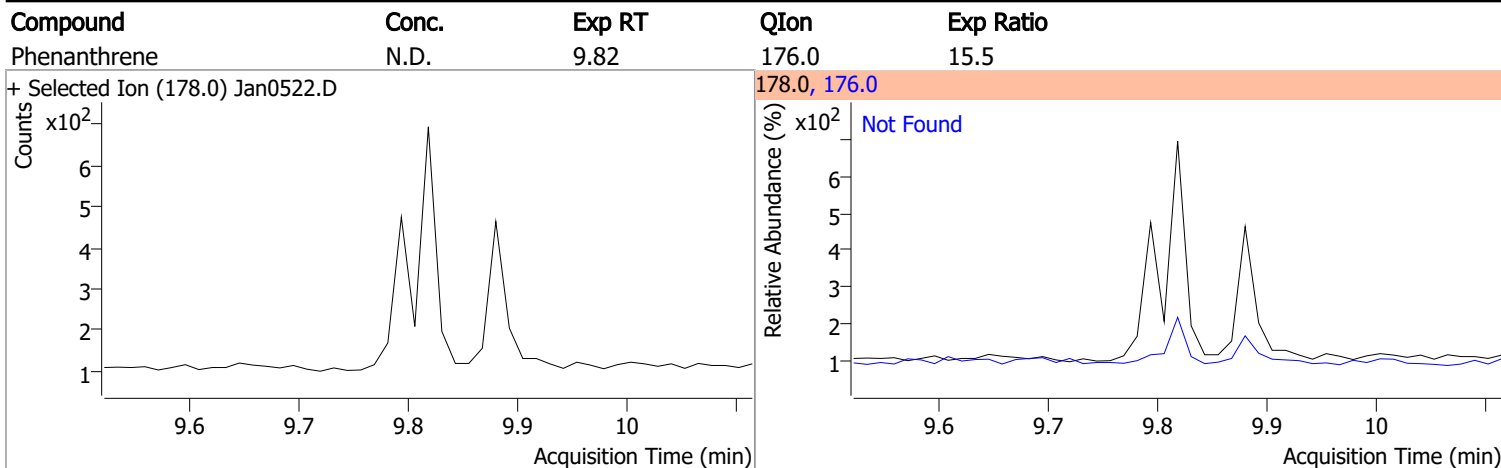 Compound Conc. Exp RT QIon Exp Ratio
Phenanthrene N.D. 9.82 176.0 15.5
+ Selected Ion (178.0) Jan0522.D
Counts
x10²
6
5
4
3
2
1
9.6 9.7 9.8 9.9 10
Acquisition Time (min)
178.0, 176.0
Relative Abundance (%)
x10²
Not Found
6
5
4
3
2
1
9.6 9.7 9.8 9.9 10
Acquisition Time (min)